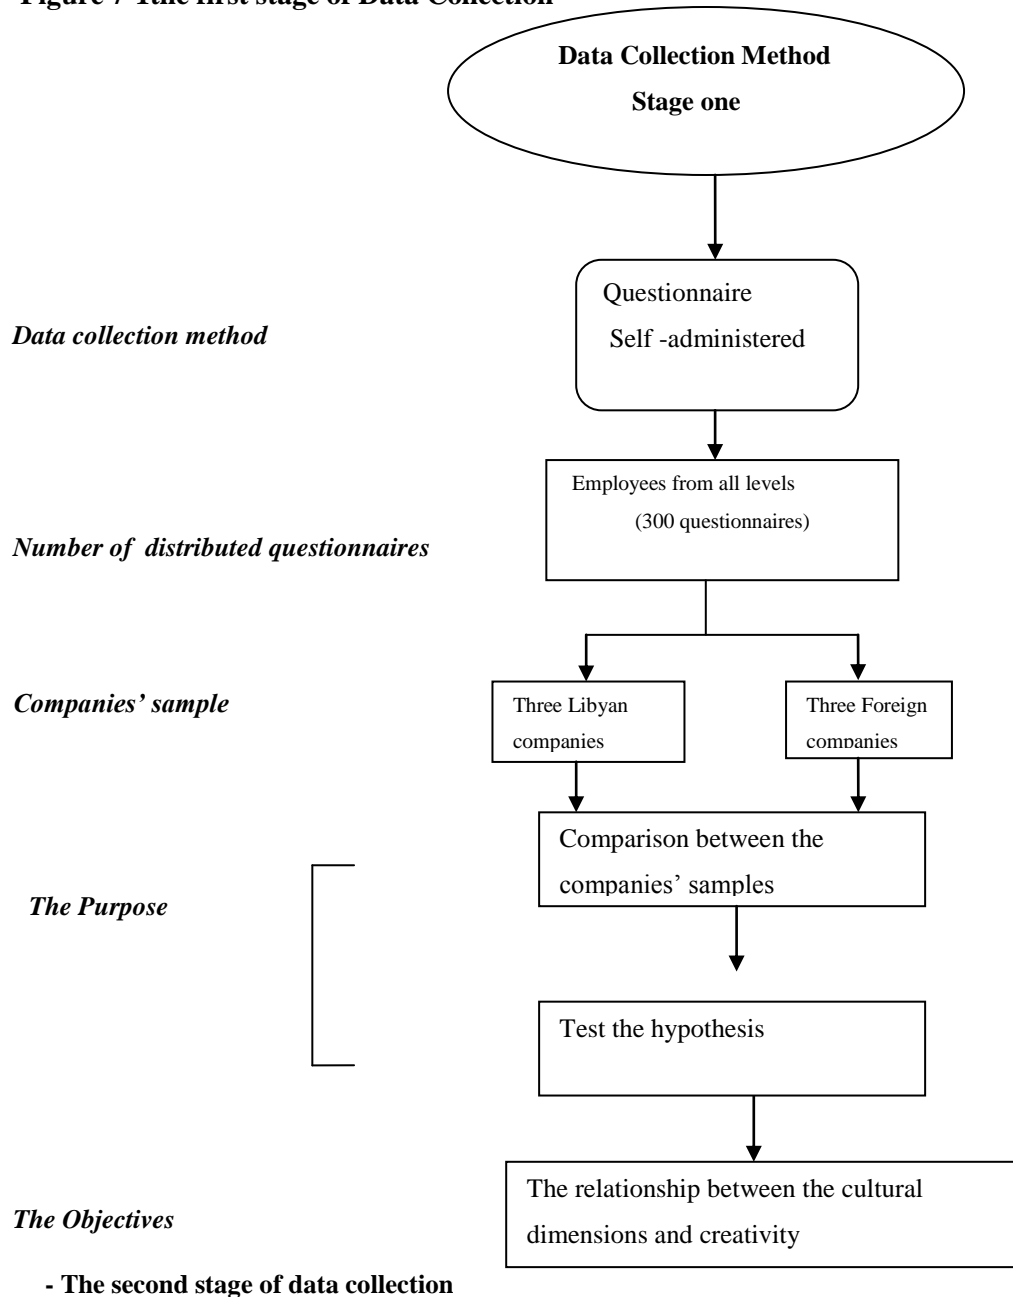 Figure 7-1the first stage of Data Collection
Data Collection Method
Stage one
Questionnaire
Data collection method
Self -administered
Employees from all levels
(300 questionnaires)
Number of distributed questionnaires
Companies’ sample
Three Libyan
companies
Three Foreign
companies
Comparison between the
companies’ samples
The Purpose
Test the hypothesis
The relationship between the cultural
The Objectives
dimensions and creativity
- The second stage of data collection